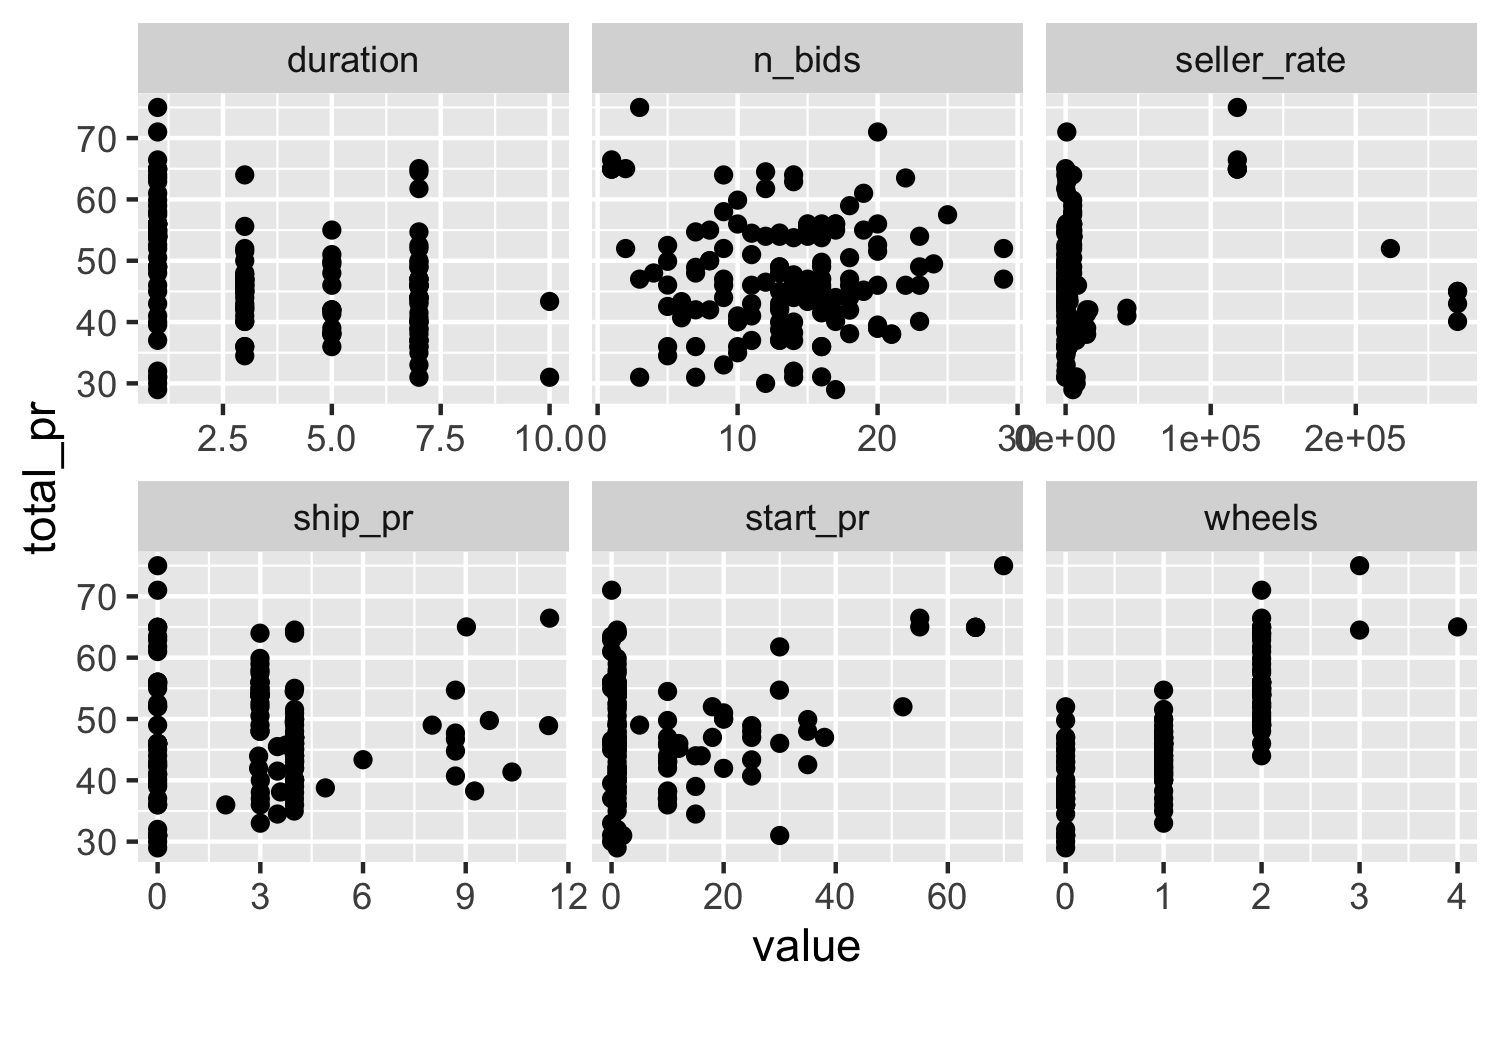 duration n_bids seller_rate
70
60
50
40
30
2.5 5.0 7.5 10.0 0 10 20 30 0e+00 1e+05 2e+05
total_pr
ship_pr start_pr wheels
70
60
50
40
30
0 3 6 9 12 0 20 40 60 0 1 2 3 4
value